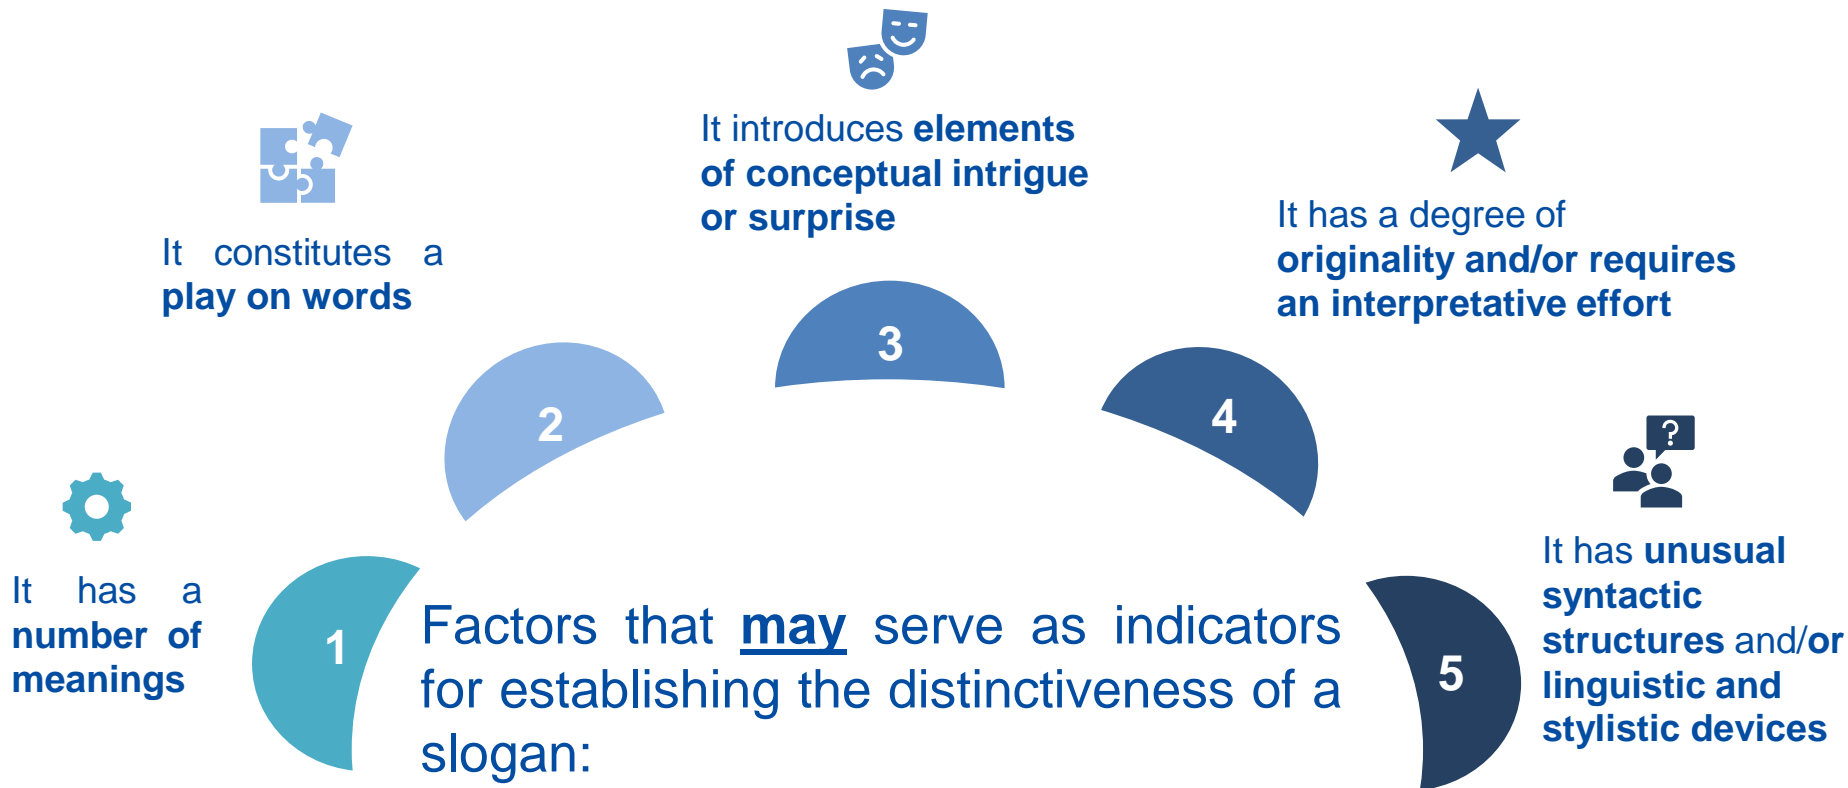 Factors that may serve as indicators
for establishing the distinctiveness of a
slogan:
1
It has a
number of
meanings
2
It constitutes a
play on words
3
It introduces elements
of conceptual intrigue
or surprise
4
It has a degree of
originality and/or requires
an interpretative effort
5
?
It has unusual
syntactic
structures and/or
linguistic and
stylistic devices